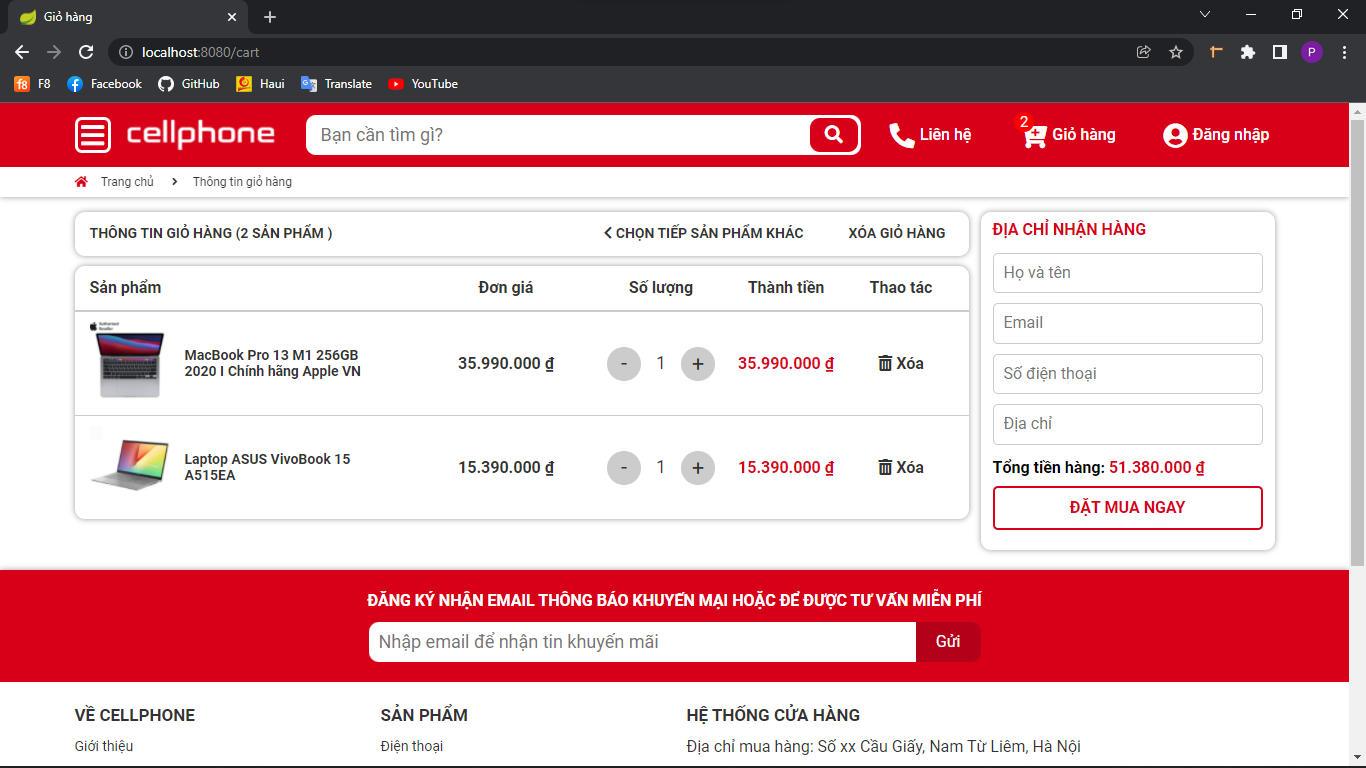 Giỏ hàng
localhost:8080/cart
P
F8 Facebook GitHub Haui Translate YouTube
cellphone
Bạn cần tìm gì?
Liên hệ
2
Giỏ hàng
Đăng nhập
Trang chủ
Thông tin giỏ hàng
THÔNG TIN GIỎ HÀNG (2 SẢN PHẨM )
CHỌN TIẾP SẢN PHẨM KHÁC
XÓA GIỎ HÀNG
Sản phẩm Đơn giá Số lượng Thành tiền Thao tác
MacBook Pro 13 M1 256GB
2020 I Chính hãng Apple VN
35.990.000 ₫
- 1 +
35.990.000 ₫
Xóa
Laptop ASUS VivoBook 15
A515EA
15.390.000 ₫
- 1 +
15.390.000 ₫
Xóa
ĐỊA CHỈ NHẬN HÀNG
Họ và tên
Email
Số điện thoại
Địa chỉ
Tổng tiền hàng: 51.380.000 ₫
ĐẶT MUA NGAY
ĐĂNG KÝ NHẬN EMAIL THÔNG BÁO KHUYẾN MẠI HOẶC ĐỂ ĐƯỢC TƯ VẤN MIỄN PHÍ
Nhập email để nhận tin khuyến mãi
Gửi
VỀ CELLPHONE
Giới thiệu
SẢN PHẨM
Điện thoại
HỆ THỐNG CỬA HÀNG
Địa chỉ mua hàng: Số xx Cầu Giấy, Nam Từ Liêm, Hà Nội